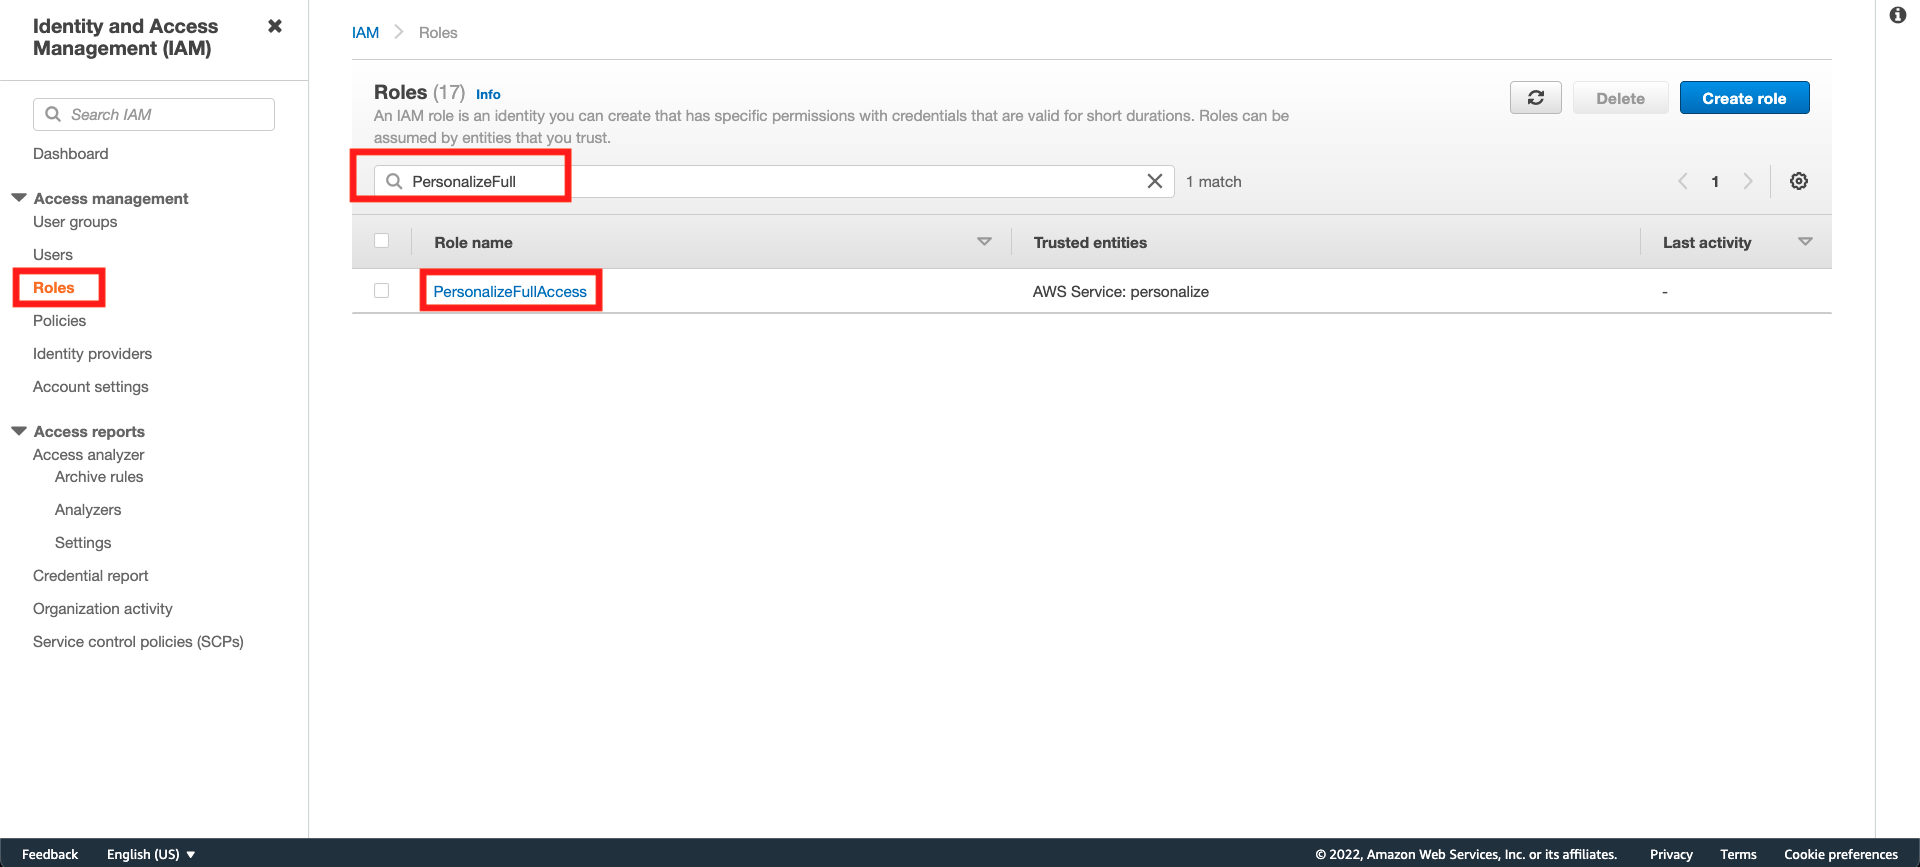 Identity and Access
Management (IAM)
Search IAM
Dashboard
Access management
User groups
Users
Roles
Policies
Identity providers
Account settings
Access reports
Access analyzer
Archive rules
Analyzers
Settings
Credential report
Organization activity
Service control policies (SCPs)
IAM Roles
Roles (17) Info
An IAM role is an identity you can create that has specific permissions with credentials that are valid for short durations. Roles can be
assumed by entities that you trust.
Delete
Create role
PersonalizeFull
1 match
1
Role name Trusted entities Last activity
PersonalizeFullAccess AWS Service: personalize -
Feedback English (US) © 2022, Amazon Web Services, Inc. or its affiliates. Privacy Terms Cookie preferences